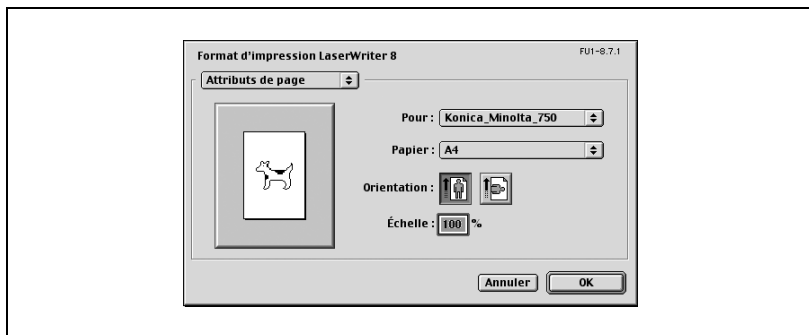 Format d'impression LaserWriter 8
FU1-8.7.1
Attributs de page
Pour : Konica_Minolta_750
Papier : A4
Orientation :
Échelle : 100 %
Annuler OK